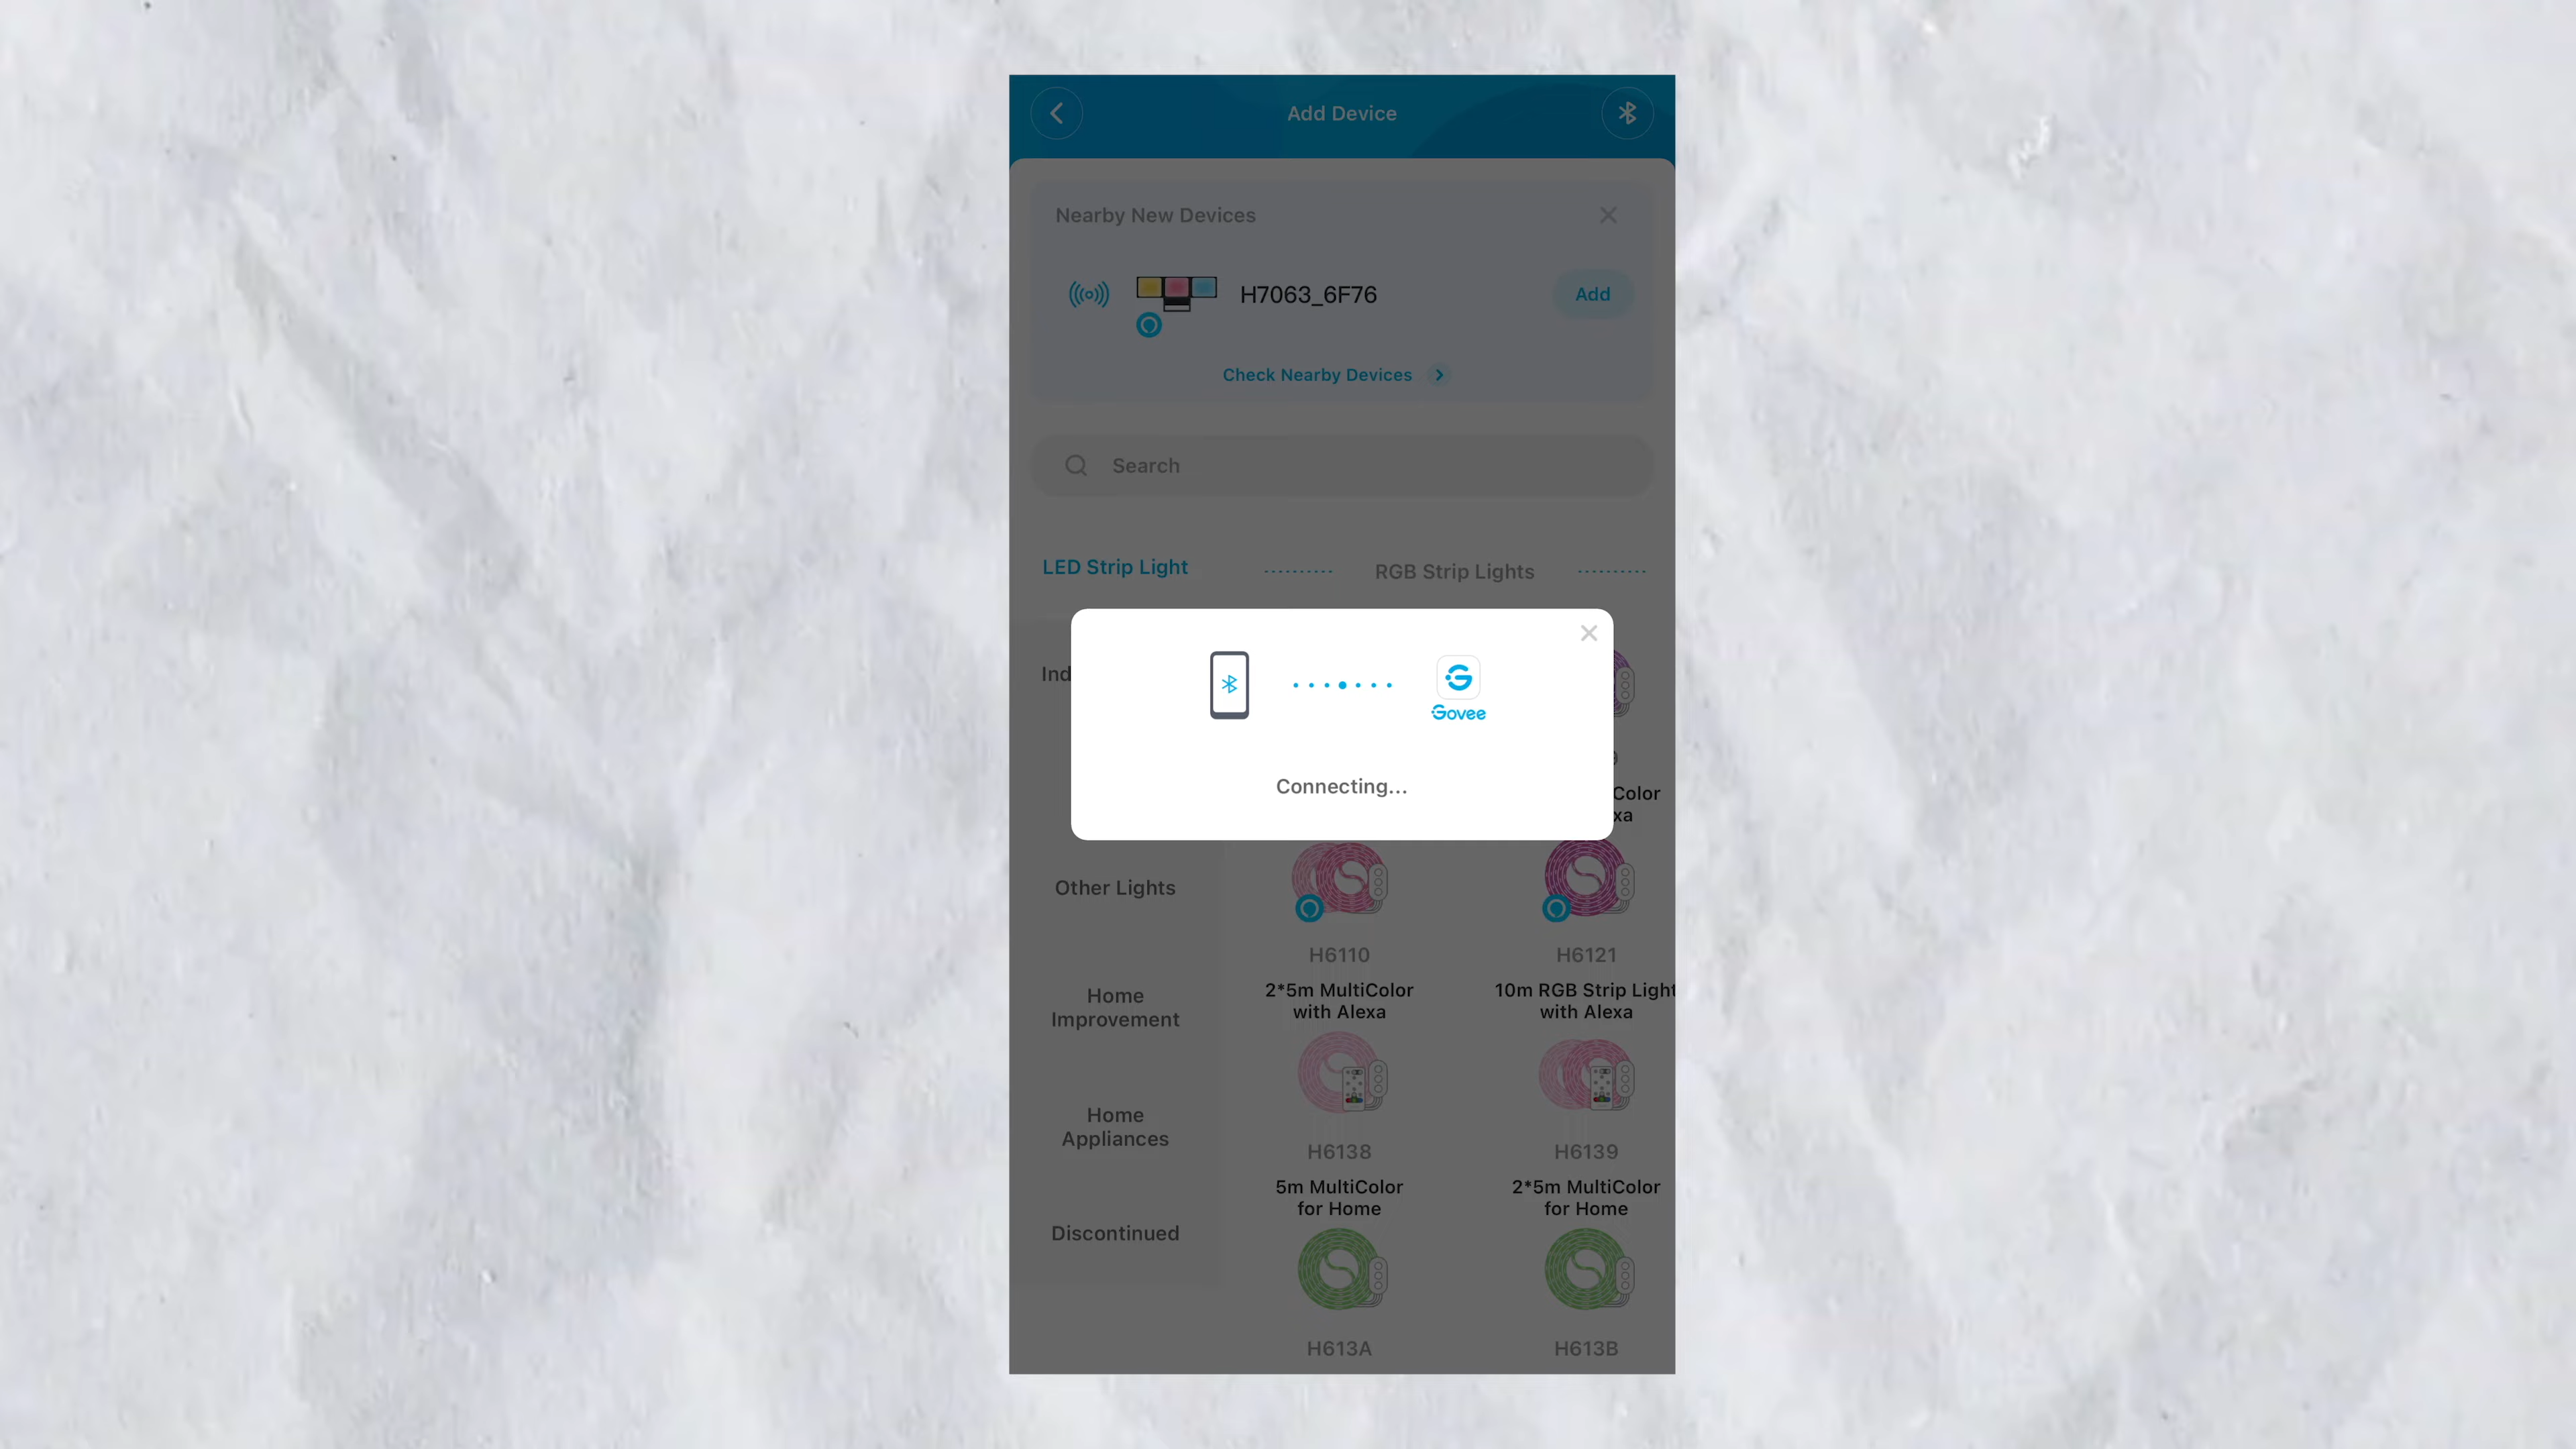 Add Device
Nearby New Devices
H7063_6F76
Add
Check Nearby Devices
Search
LED Strip Light
RGB Strip Lights
Ind
Govee
Connecting...
Color
xa
Other Lights
H6110
H6121
2*5m MultiColor
with Alexa
10m RGB Strip Light
with Alexa
Home
Improvement
Home
Appliances
H6138
H6139
5m MultiColor
for Home
2*5m MultiColor
for Home
Discontinued
H613A
H613B